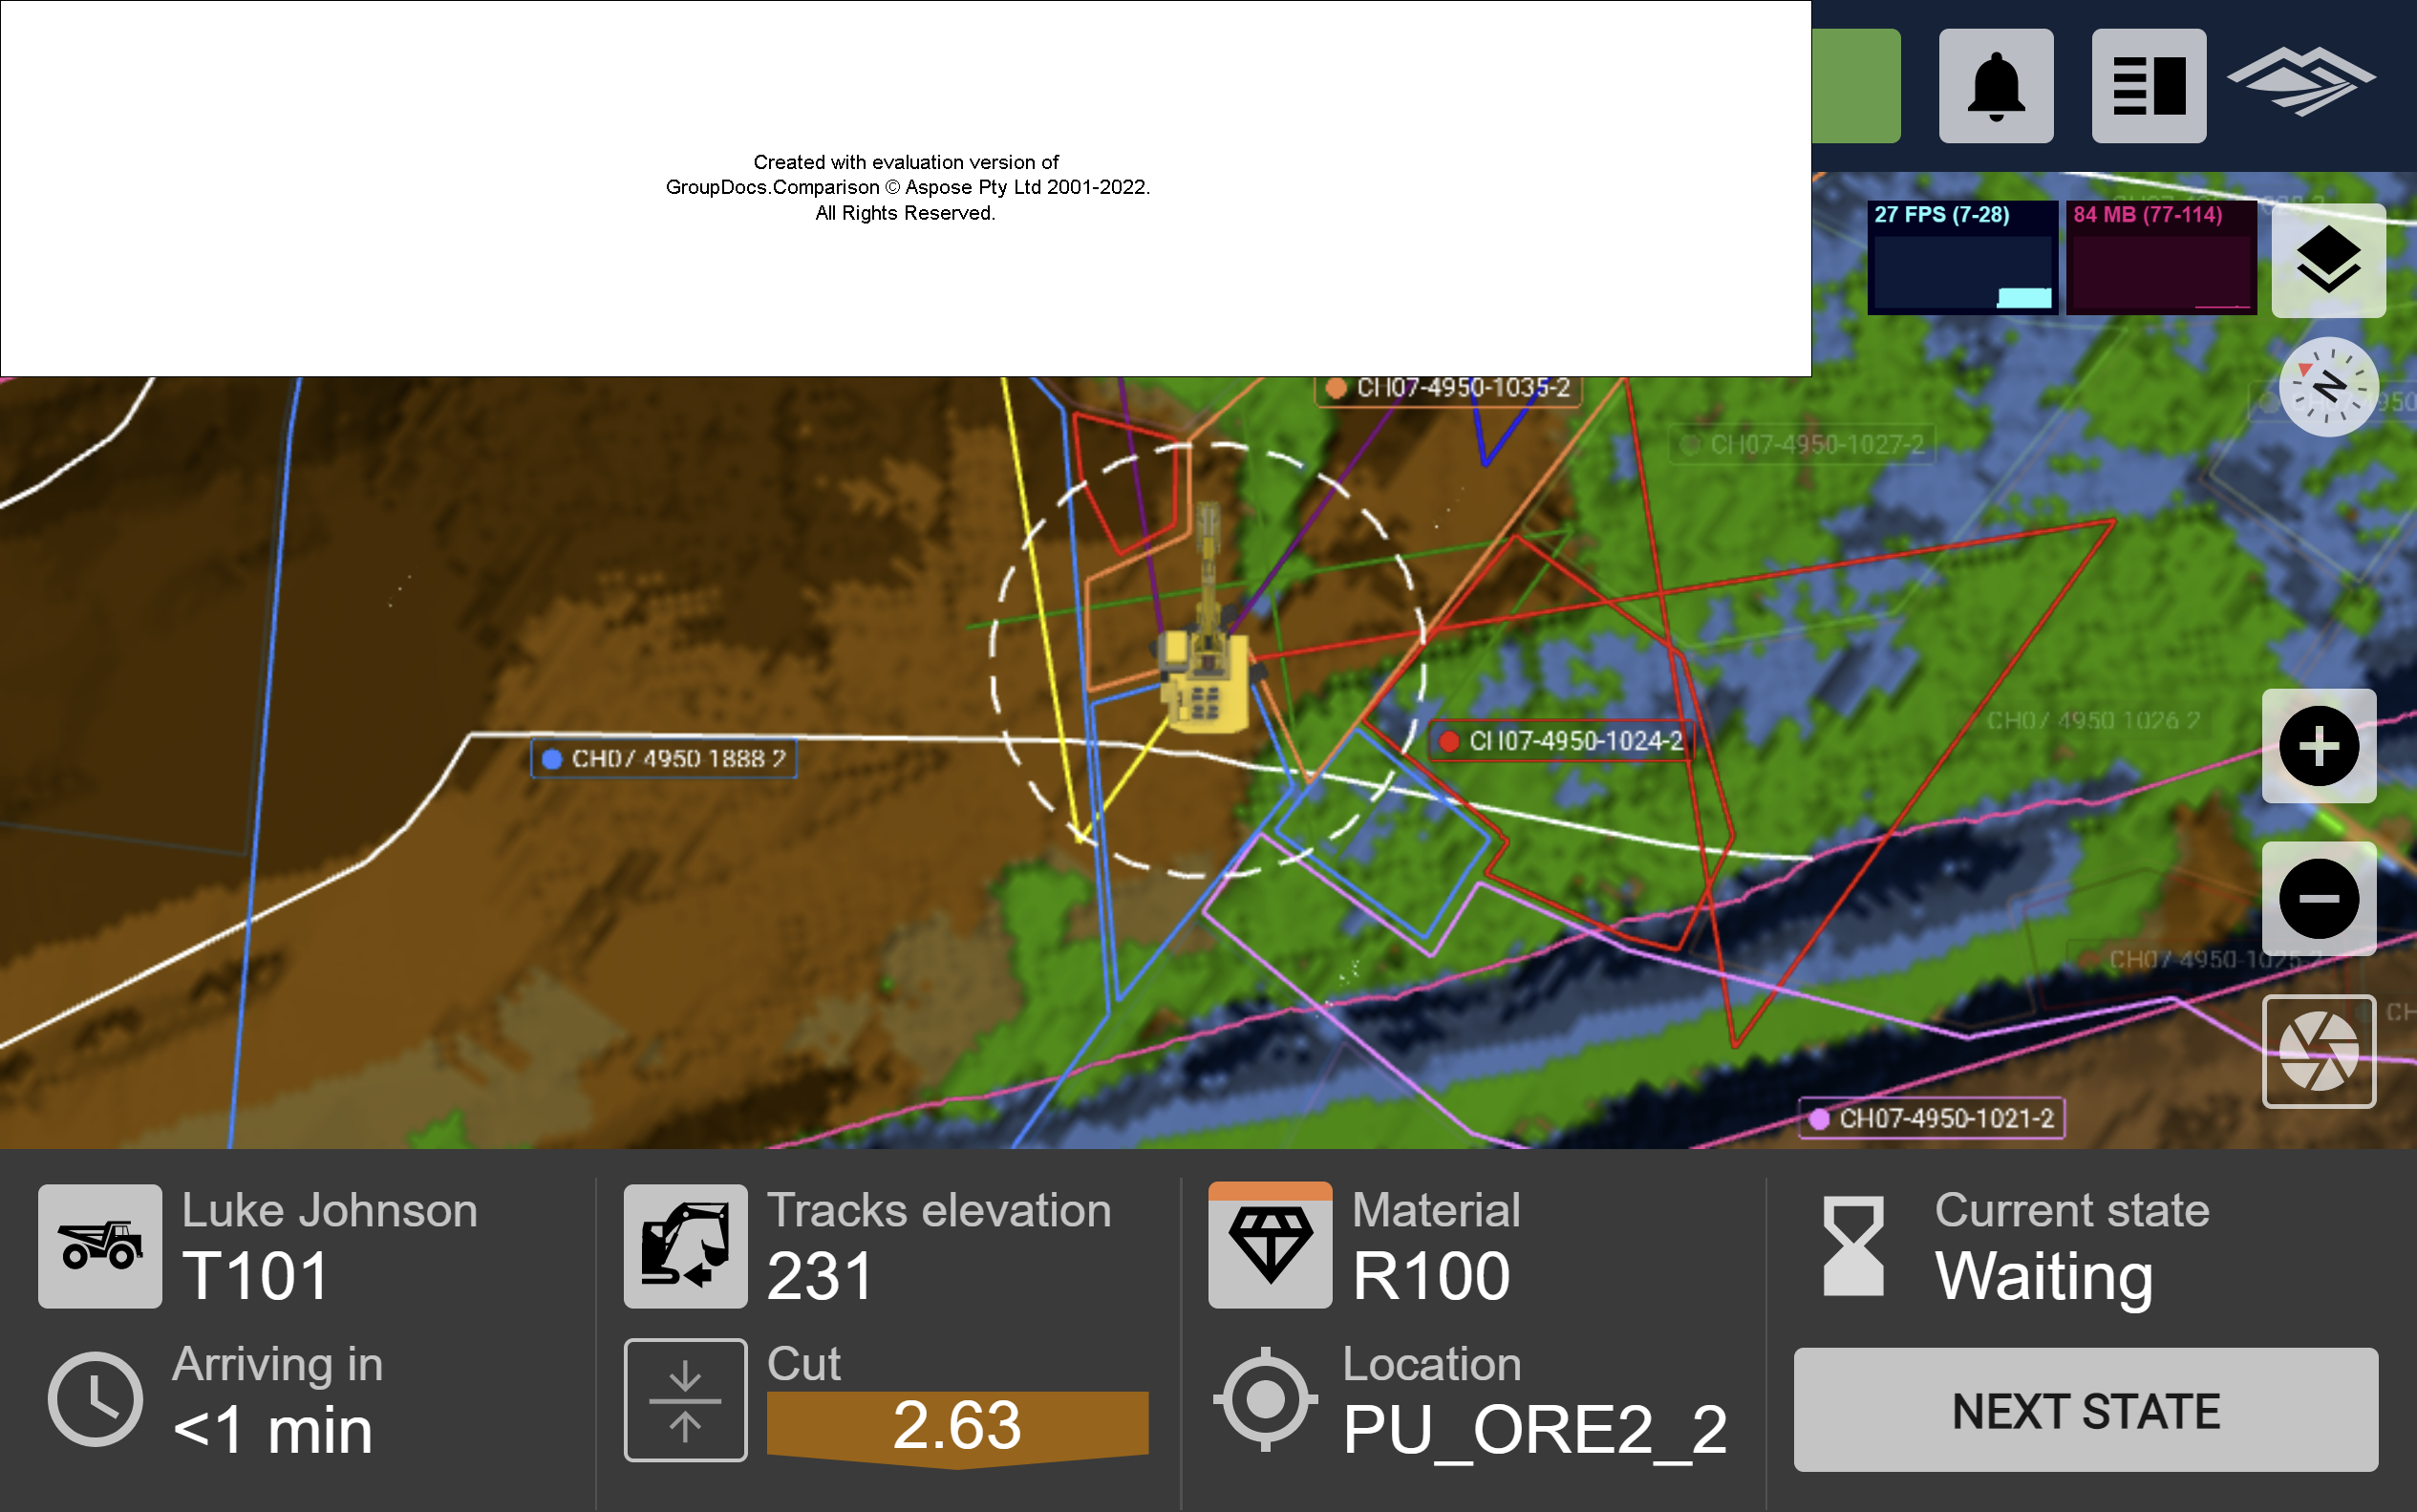 Created with evaluation version of
GroupDocs.Comparison © Aspose Pty Ltd 2001-2022.
All Rights Reserved.
27 FPS (7-28)
84 MB (77-114)
CH07-4950-1035-2
CH07-4950-1027-2
N
CH07-4950-1026-2
CH07-4950-1024-2
CH07-4950-1888-2
CH07-4950-1025-2
CH
CH07-4950-1021-2
Luke Johnson
T101
Arriving in
<1 min
Tracks elevation
231
Cut
2.63
Material
R100
Location
PU_ORE2_2
Current state
Waiting
NEXT STATE